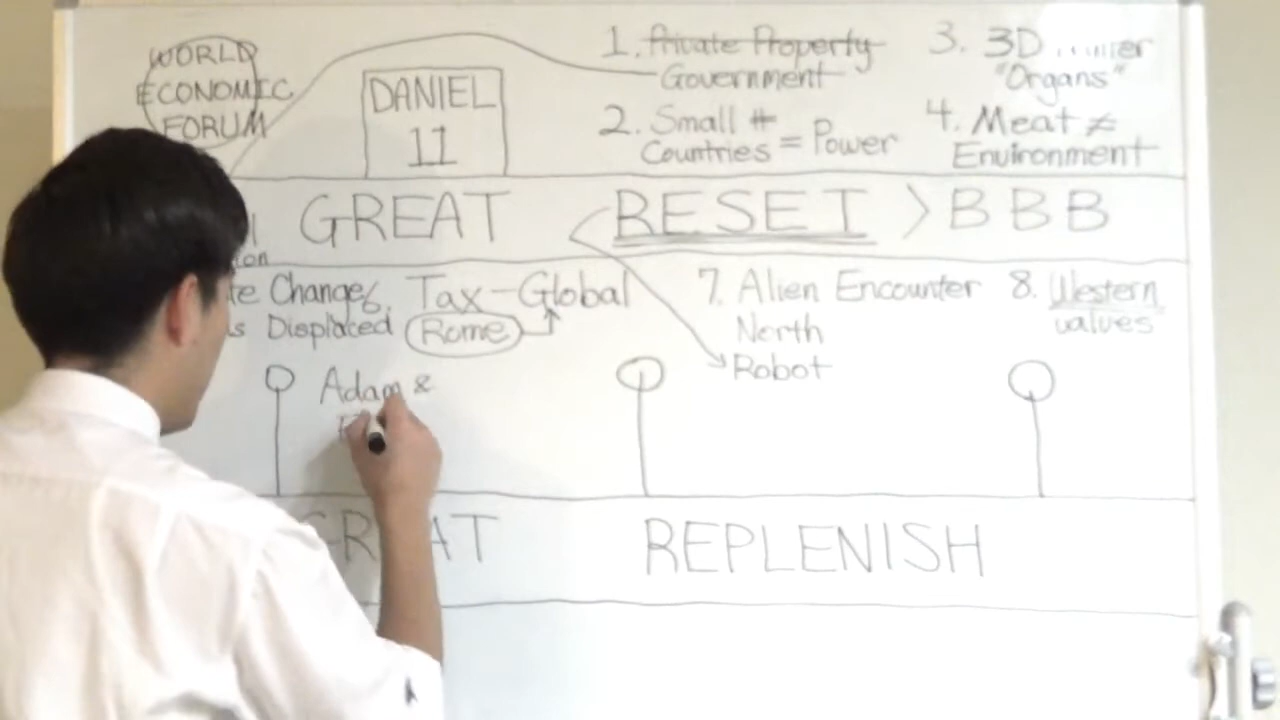 WORLD
ECONOMIC
FORUM
DANIEL
11
1. Private Property
Government
2. Small #
Countries = Power
3. 3D
"Organs"
4. Meat ≠
Environment
GREAT RESET > BBB
Change
Displaced
Tax-Global
Rome
7. Alien Encounter
North
Robot
8. Western
values"
Adam &
REPLENISH